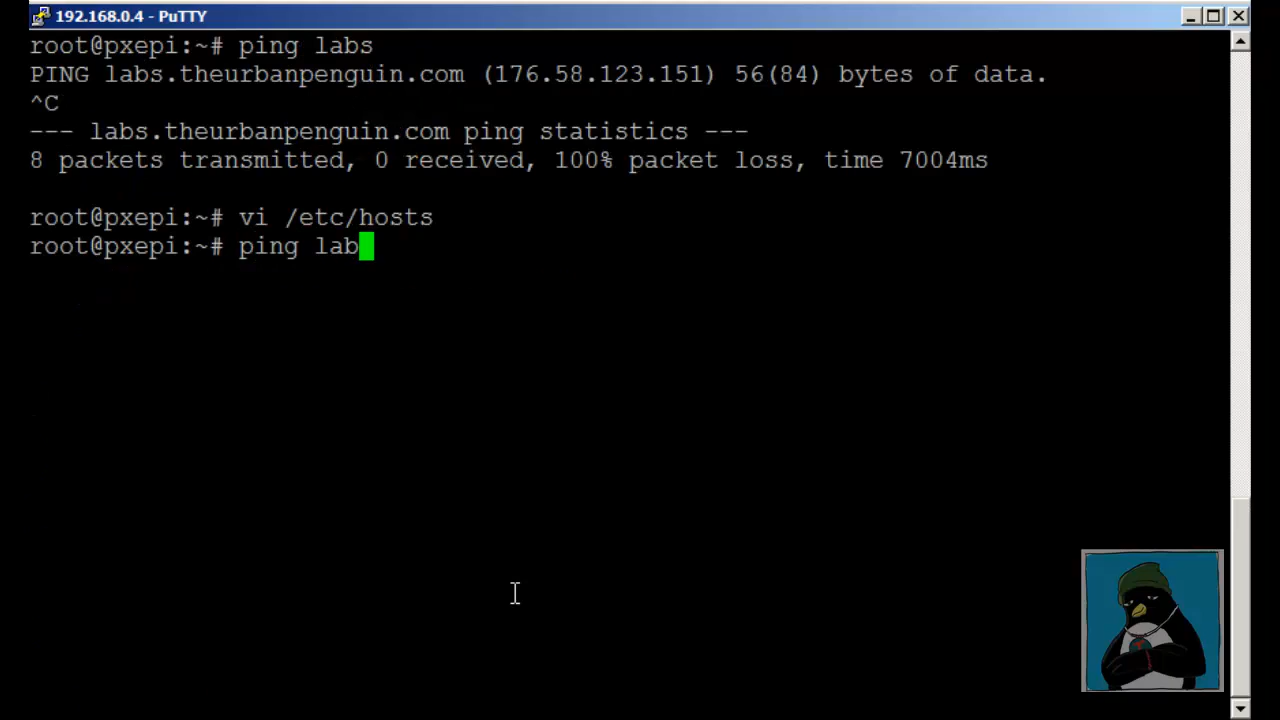 192.168.0.4 - PuTTY
root@pxepi:~# ping labs
PING labs.theurbanpenguin.com (176.58.123.151) 56(84) bytes of data.
^C
--- labs.theurbanpenguin.com ping statistics ---
8 packets transmitted, 0 received, 100% packet loss, time 7004ms
root@pxepi:~# vi /etc/hosts
root@pxepi:~# ping lab